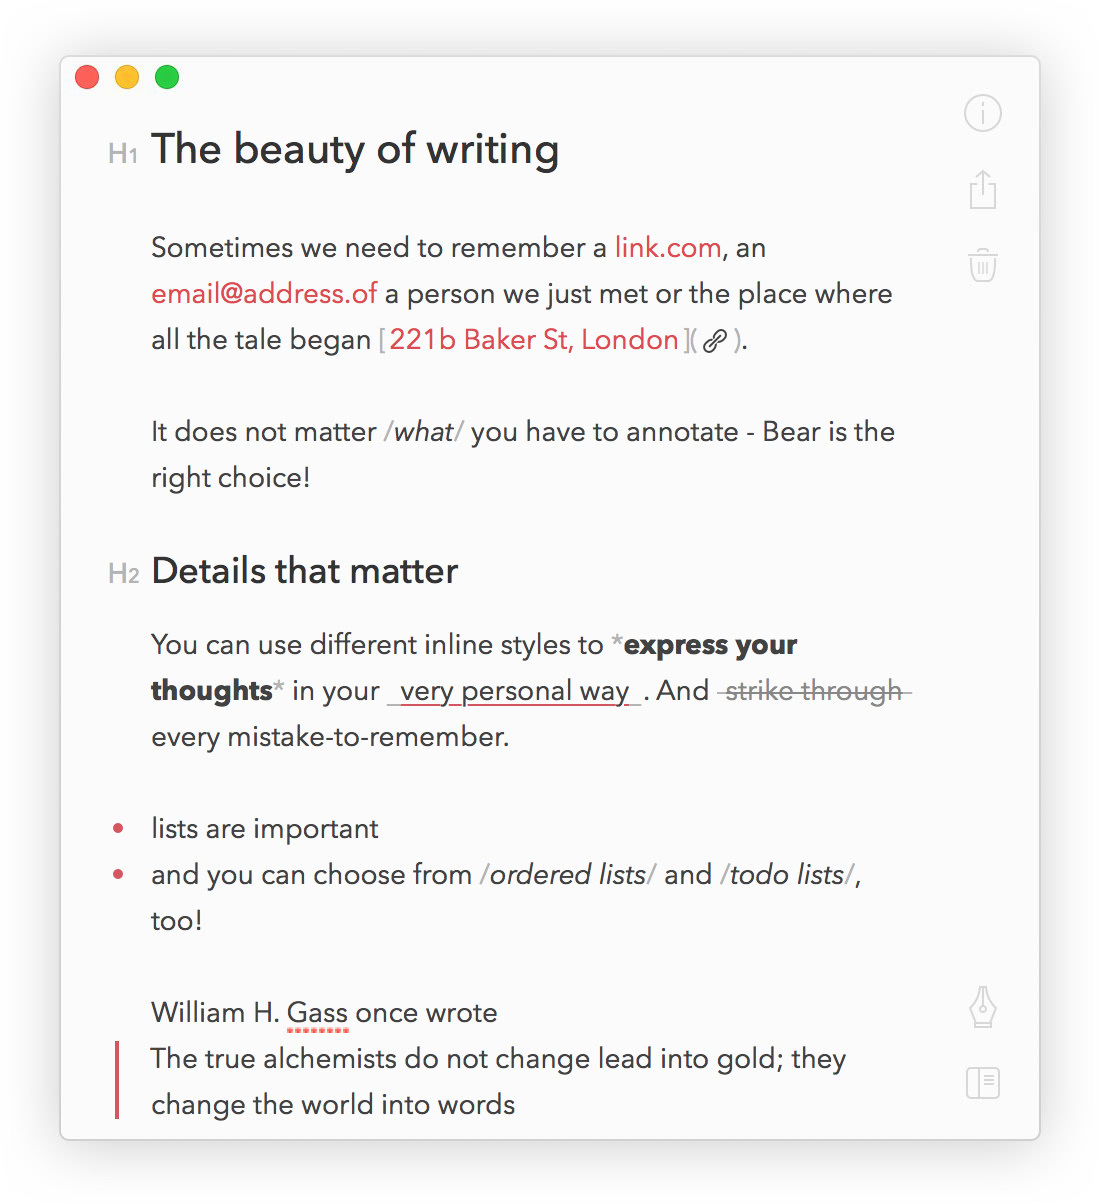 H1 The beauty of writing
Sometimes we need to remember a link.com, an
email@address.of a person we just met or the place where
all the tale began [221b Baker St, London]().
It does not matter /what/ you have to annotate - Bear is the
right choice!
H2 Details that matter
You can use different inline styles to *express your
thoughts* in your _very personal way_. And -strike through-
every mistake-to-remember.
• lists are important
• and you can choose from /ordered lists/ and /todo lists/,
too!
William H. Gass once wrote
The true alchemists do not change lead into gold; they
change the world into words